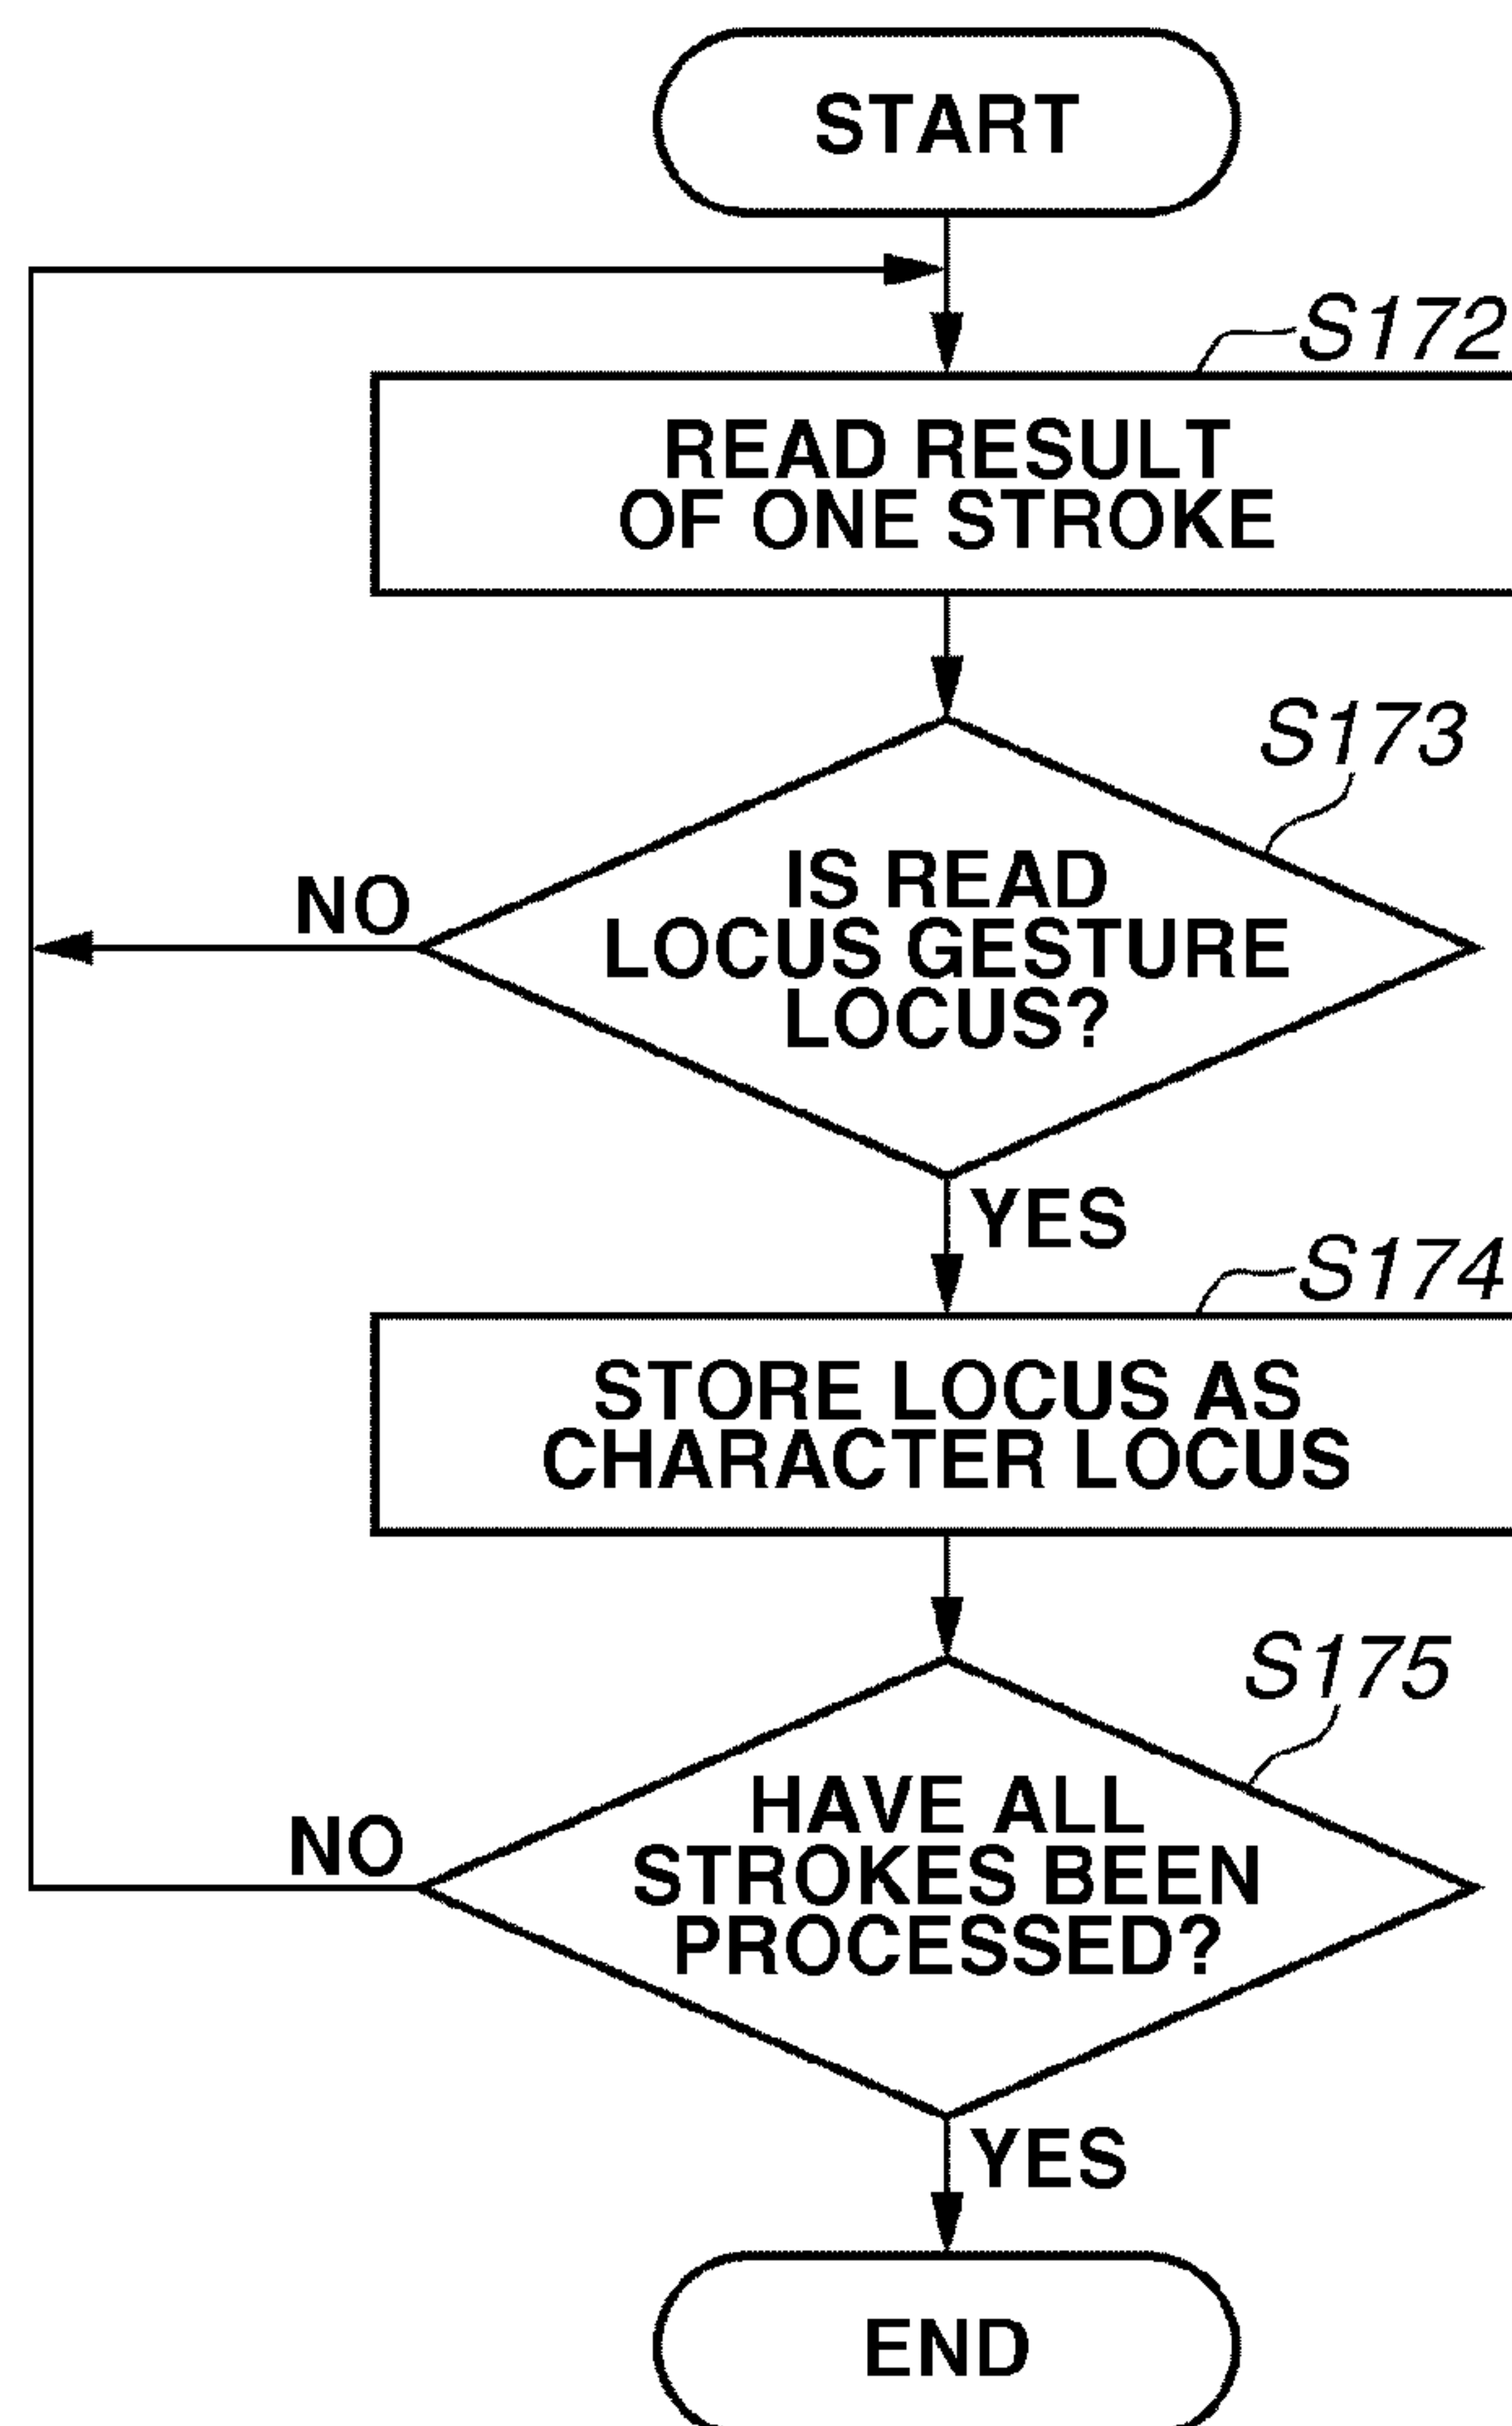 START
S172
READ RESULT
OF ONE STROKE
S173
IS READ
LOCUS GESTURE
LOCUS?
NO
YES
S174
STORE LOCUS AS
CHARACTER LOCUS
S175
HAVE ALL
STROKES BEEN
PROCESSED?
NO
YES
END